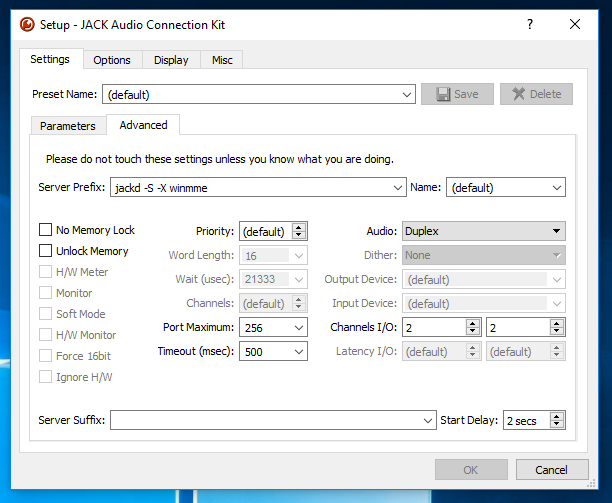 Setup - JACK Audio Connection Kit
Settings Options Display Misc
Preset Name: (default) Save Delete
Parameters Advanced
Please do not touch these settings unless you know what you are doing.
Server Prefix: jackd -S -X winmme Name: (default)
No Memory Lock Priority: (default) Audio: Duplex
Unlock Memory Word Length: 16 Dither: None
H/W Meter Wait (usec): 21333 Output Device: (default)
Monitor Channels: (default) Input Device: (default)
Soft Mode Port Maximum: 256 Channels I/O: 2 2
H/W Monitor Timeout (msec): 500 Latency I/O: (default) (default)
Force 16bit
Ignore H/W
Server Suffix: Start Delay: 2 secs
OK Cancel